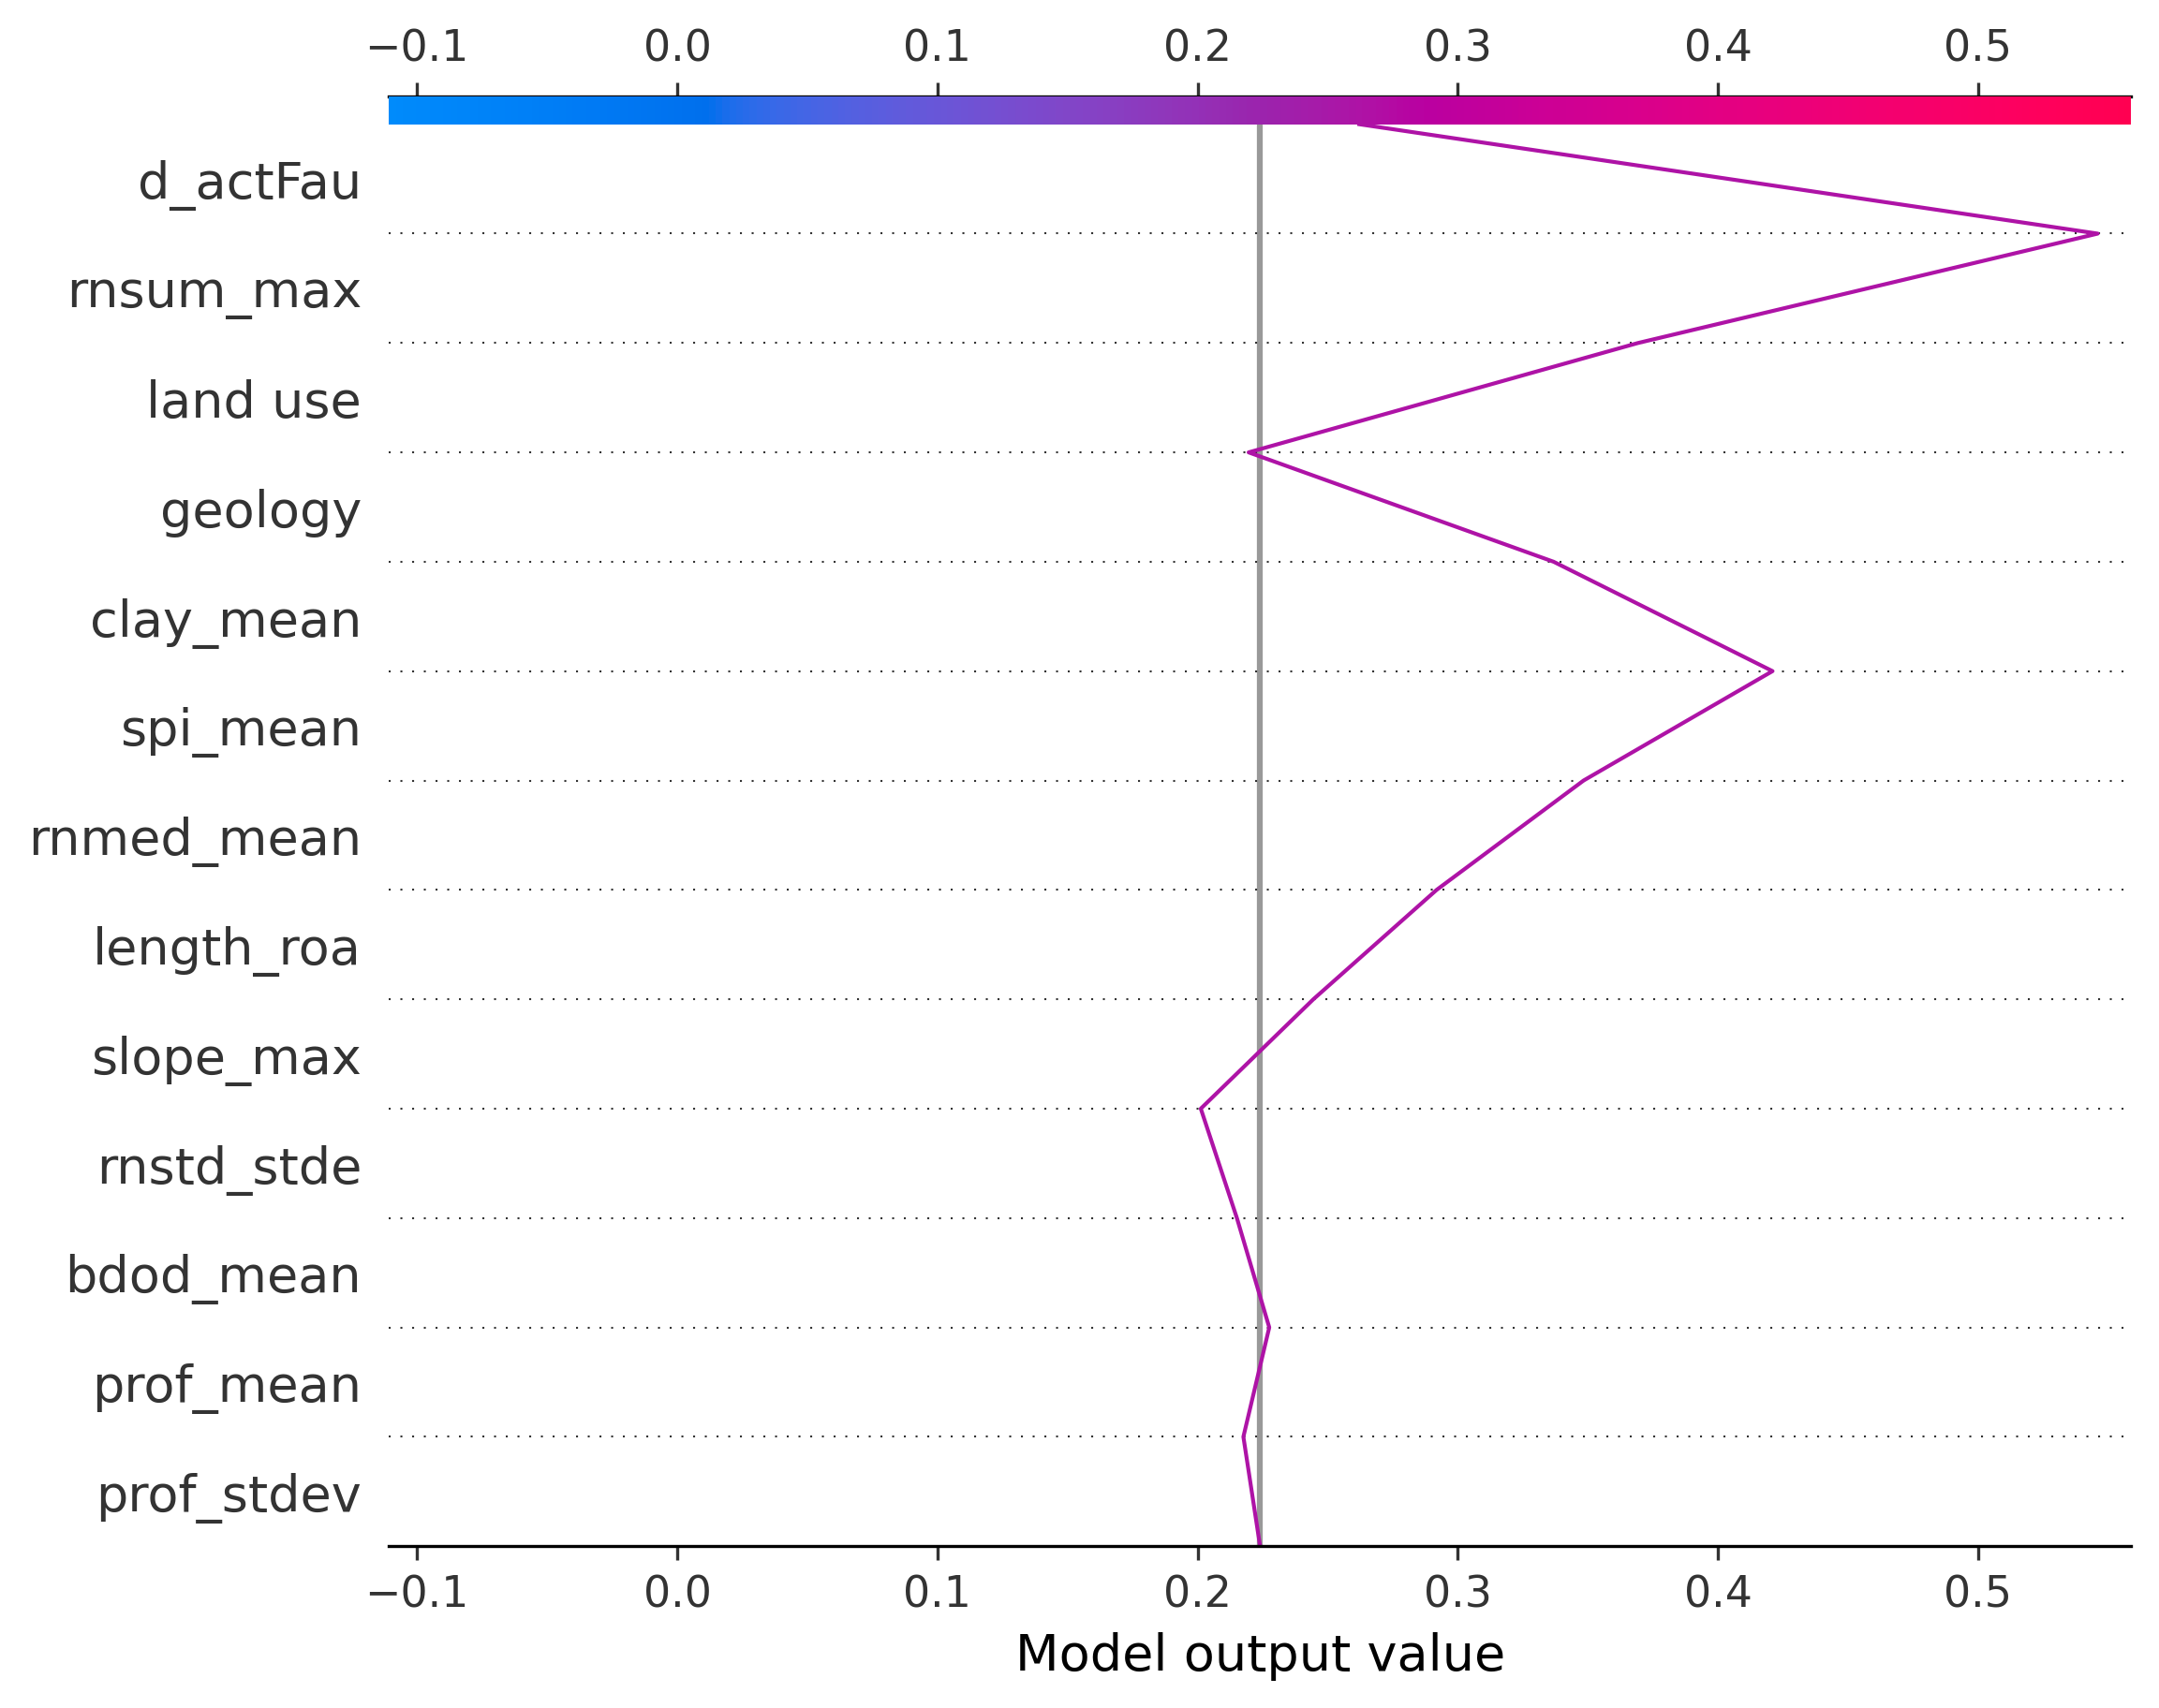 −0.1 0.0 0.1 0.2 0.3 0.4 0.5
d_actFau
rnsum_max
land use
geology
clay_mean
spi_mean
rnmed_mean
length_roa
slope_max
rnstd_stde
bdod_mean
prof_mean
prof_stdev
−0.1 0.0 0.1 0.2 0.3 0.4 0.5
Model output value